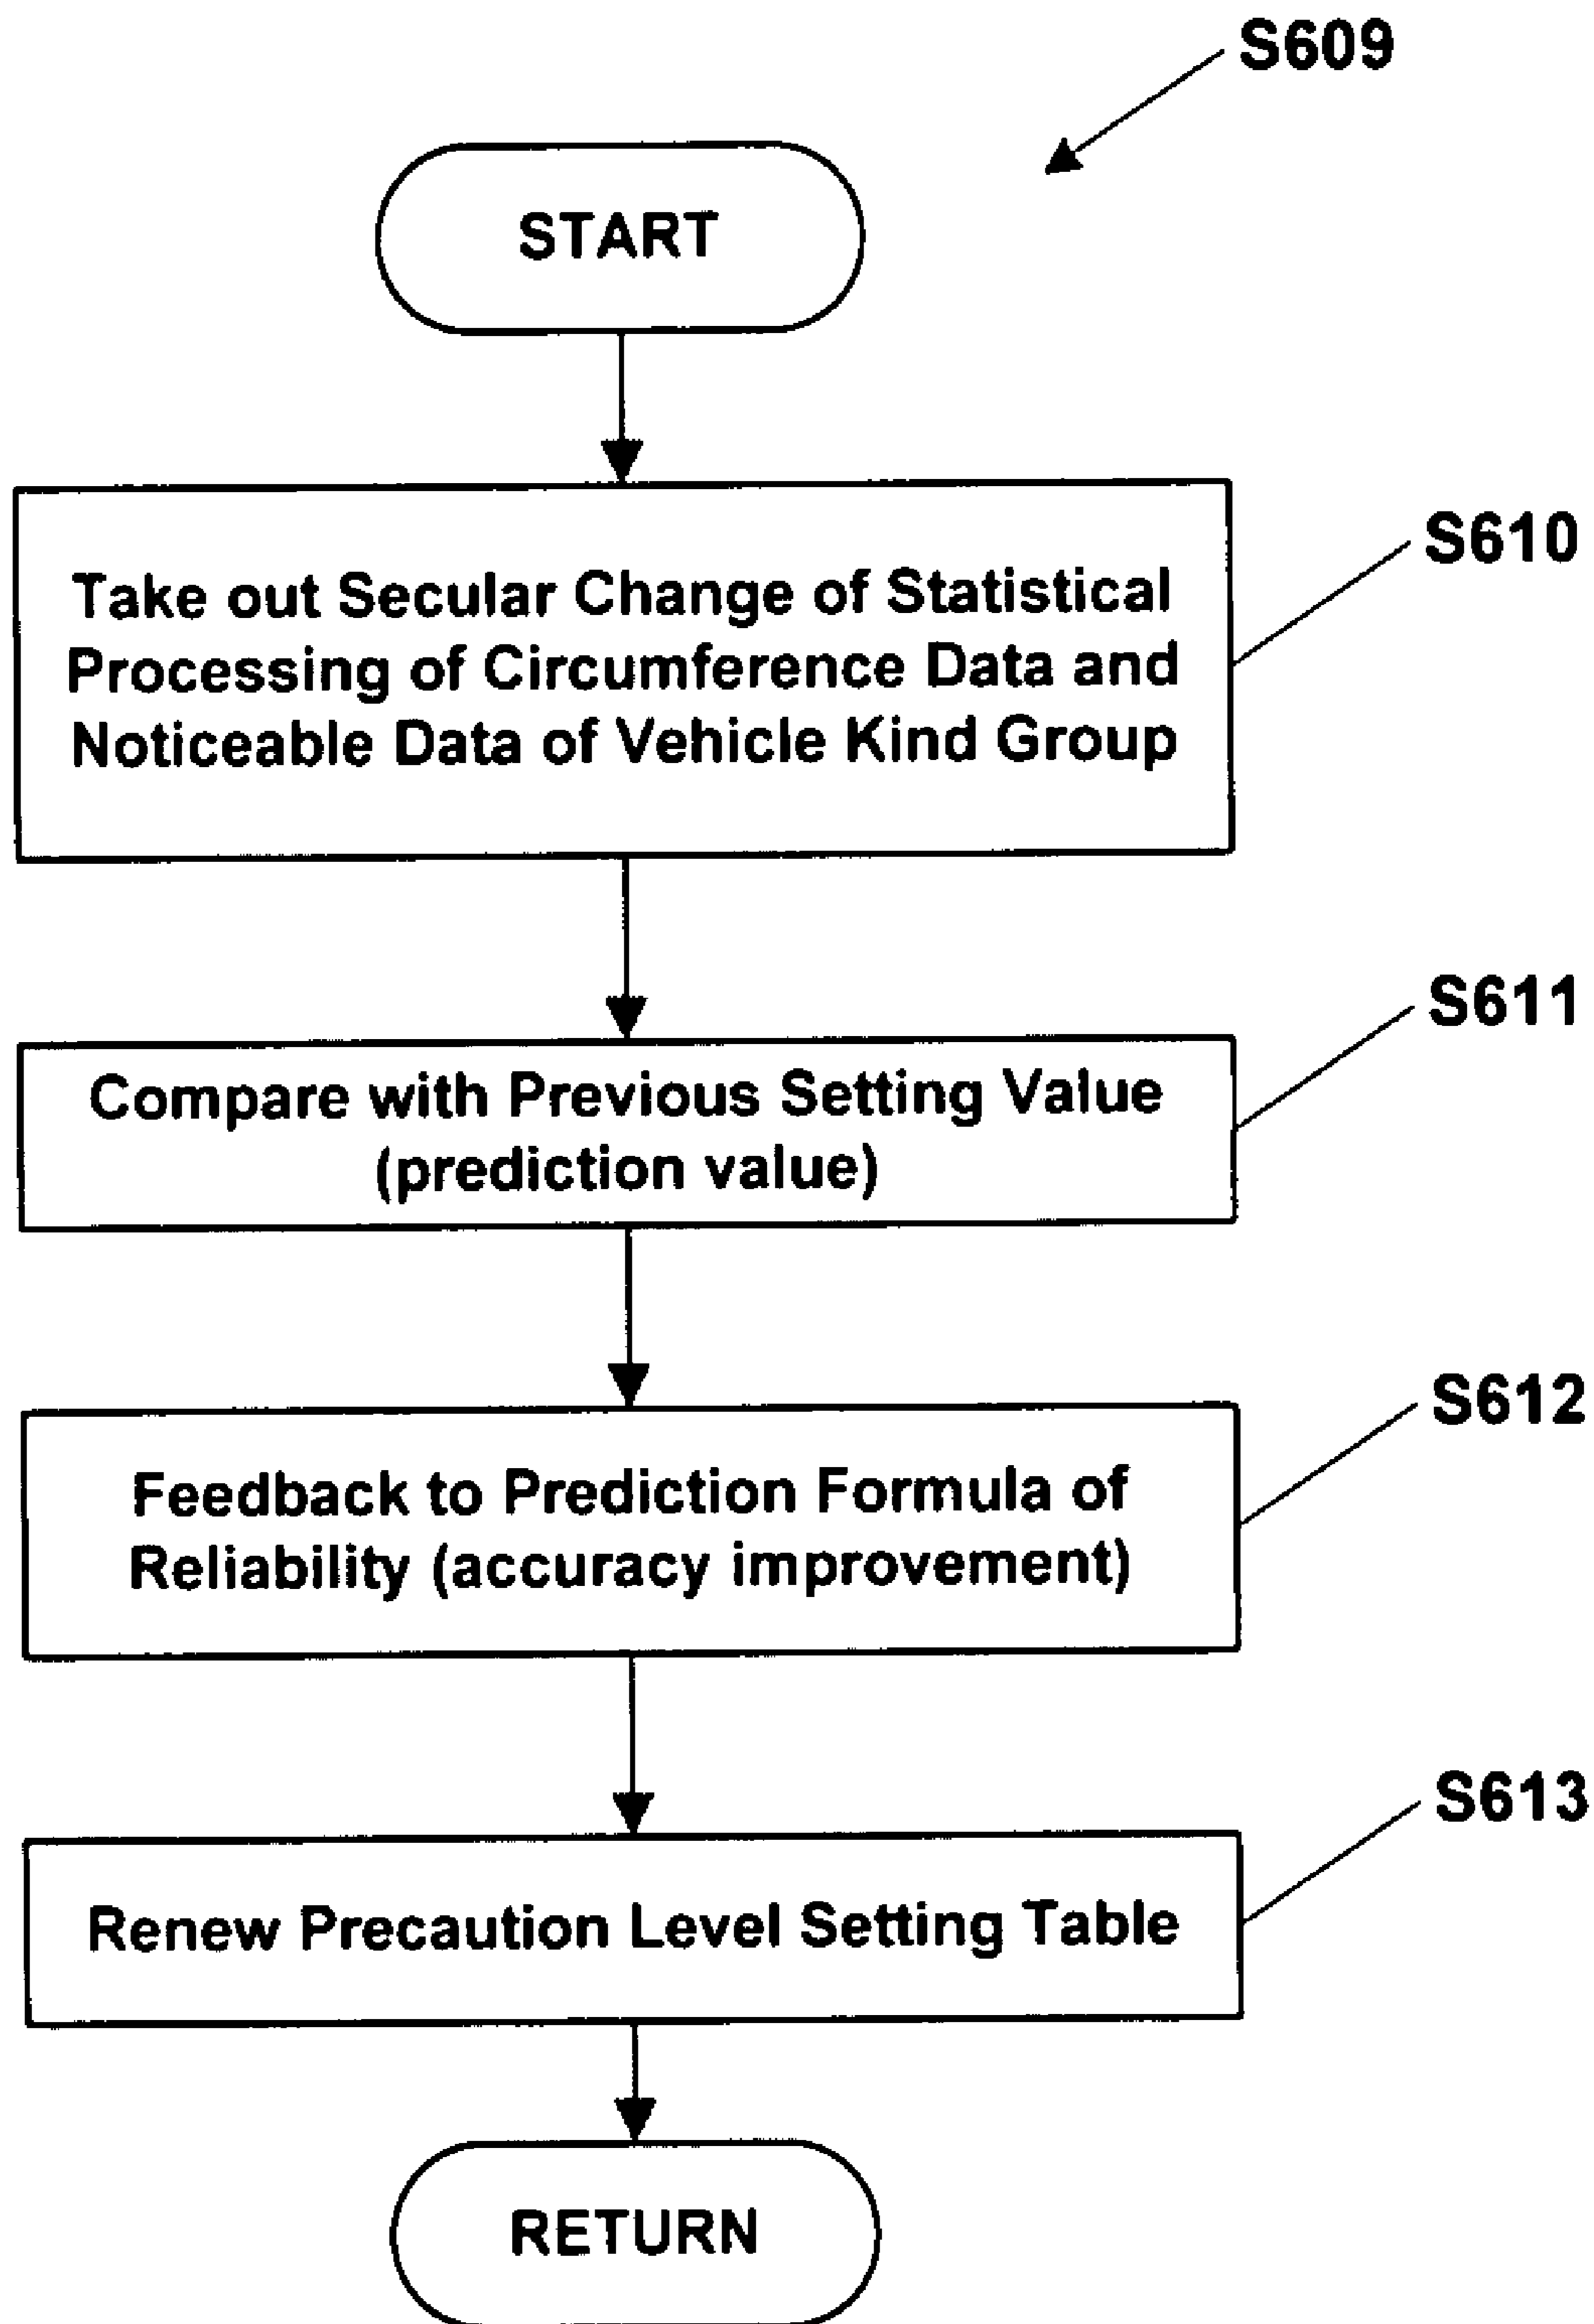 S609
START
Take out Secular Change of Statistical
Processing of Circumference Data and
Noticeable Data of Vehicle Kind Group
S610
Compare with Previous Setting Value
(prediction value)
S611
Feedback to Prediction Formula of
Reliability (accuracy improvement)
S612
Renew Precaution Level Setting Table
S613
RETURN